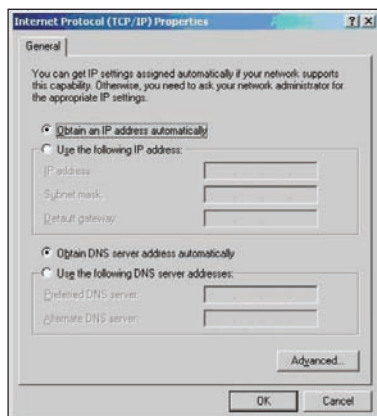 Internet Protocol (TCP/IP) Properties
General
You can get IP settings assigned automatically if your network supports
this capability. Otherwise, you need to ask your network administrator for
the appropriate IP settings.
Obtain an IP address automatically
Use the following IP address:
IP address:
Subnet mask:
Default gateway:
Obtain DNS server address automatically
Use the following DNS server addresses:
Preferred DNS server:
Alternate DNS server:
Advanced...
OK Cancel